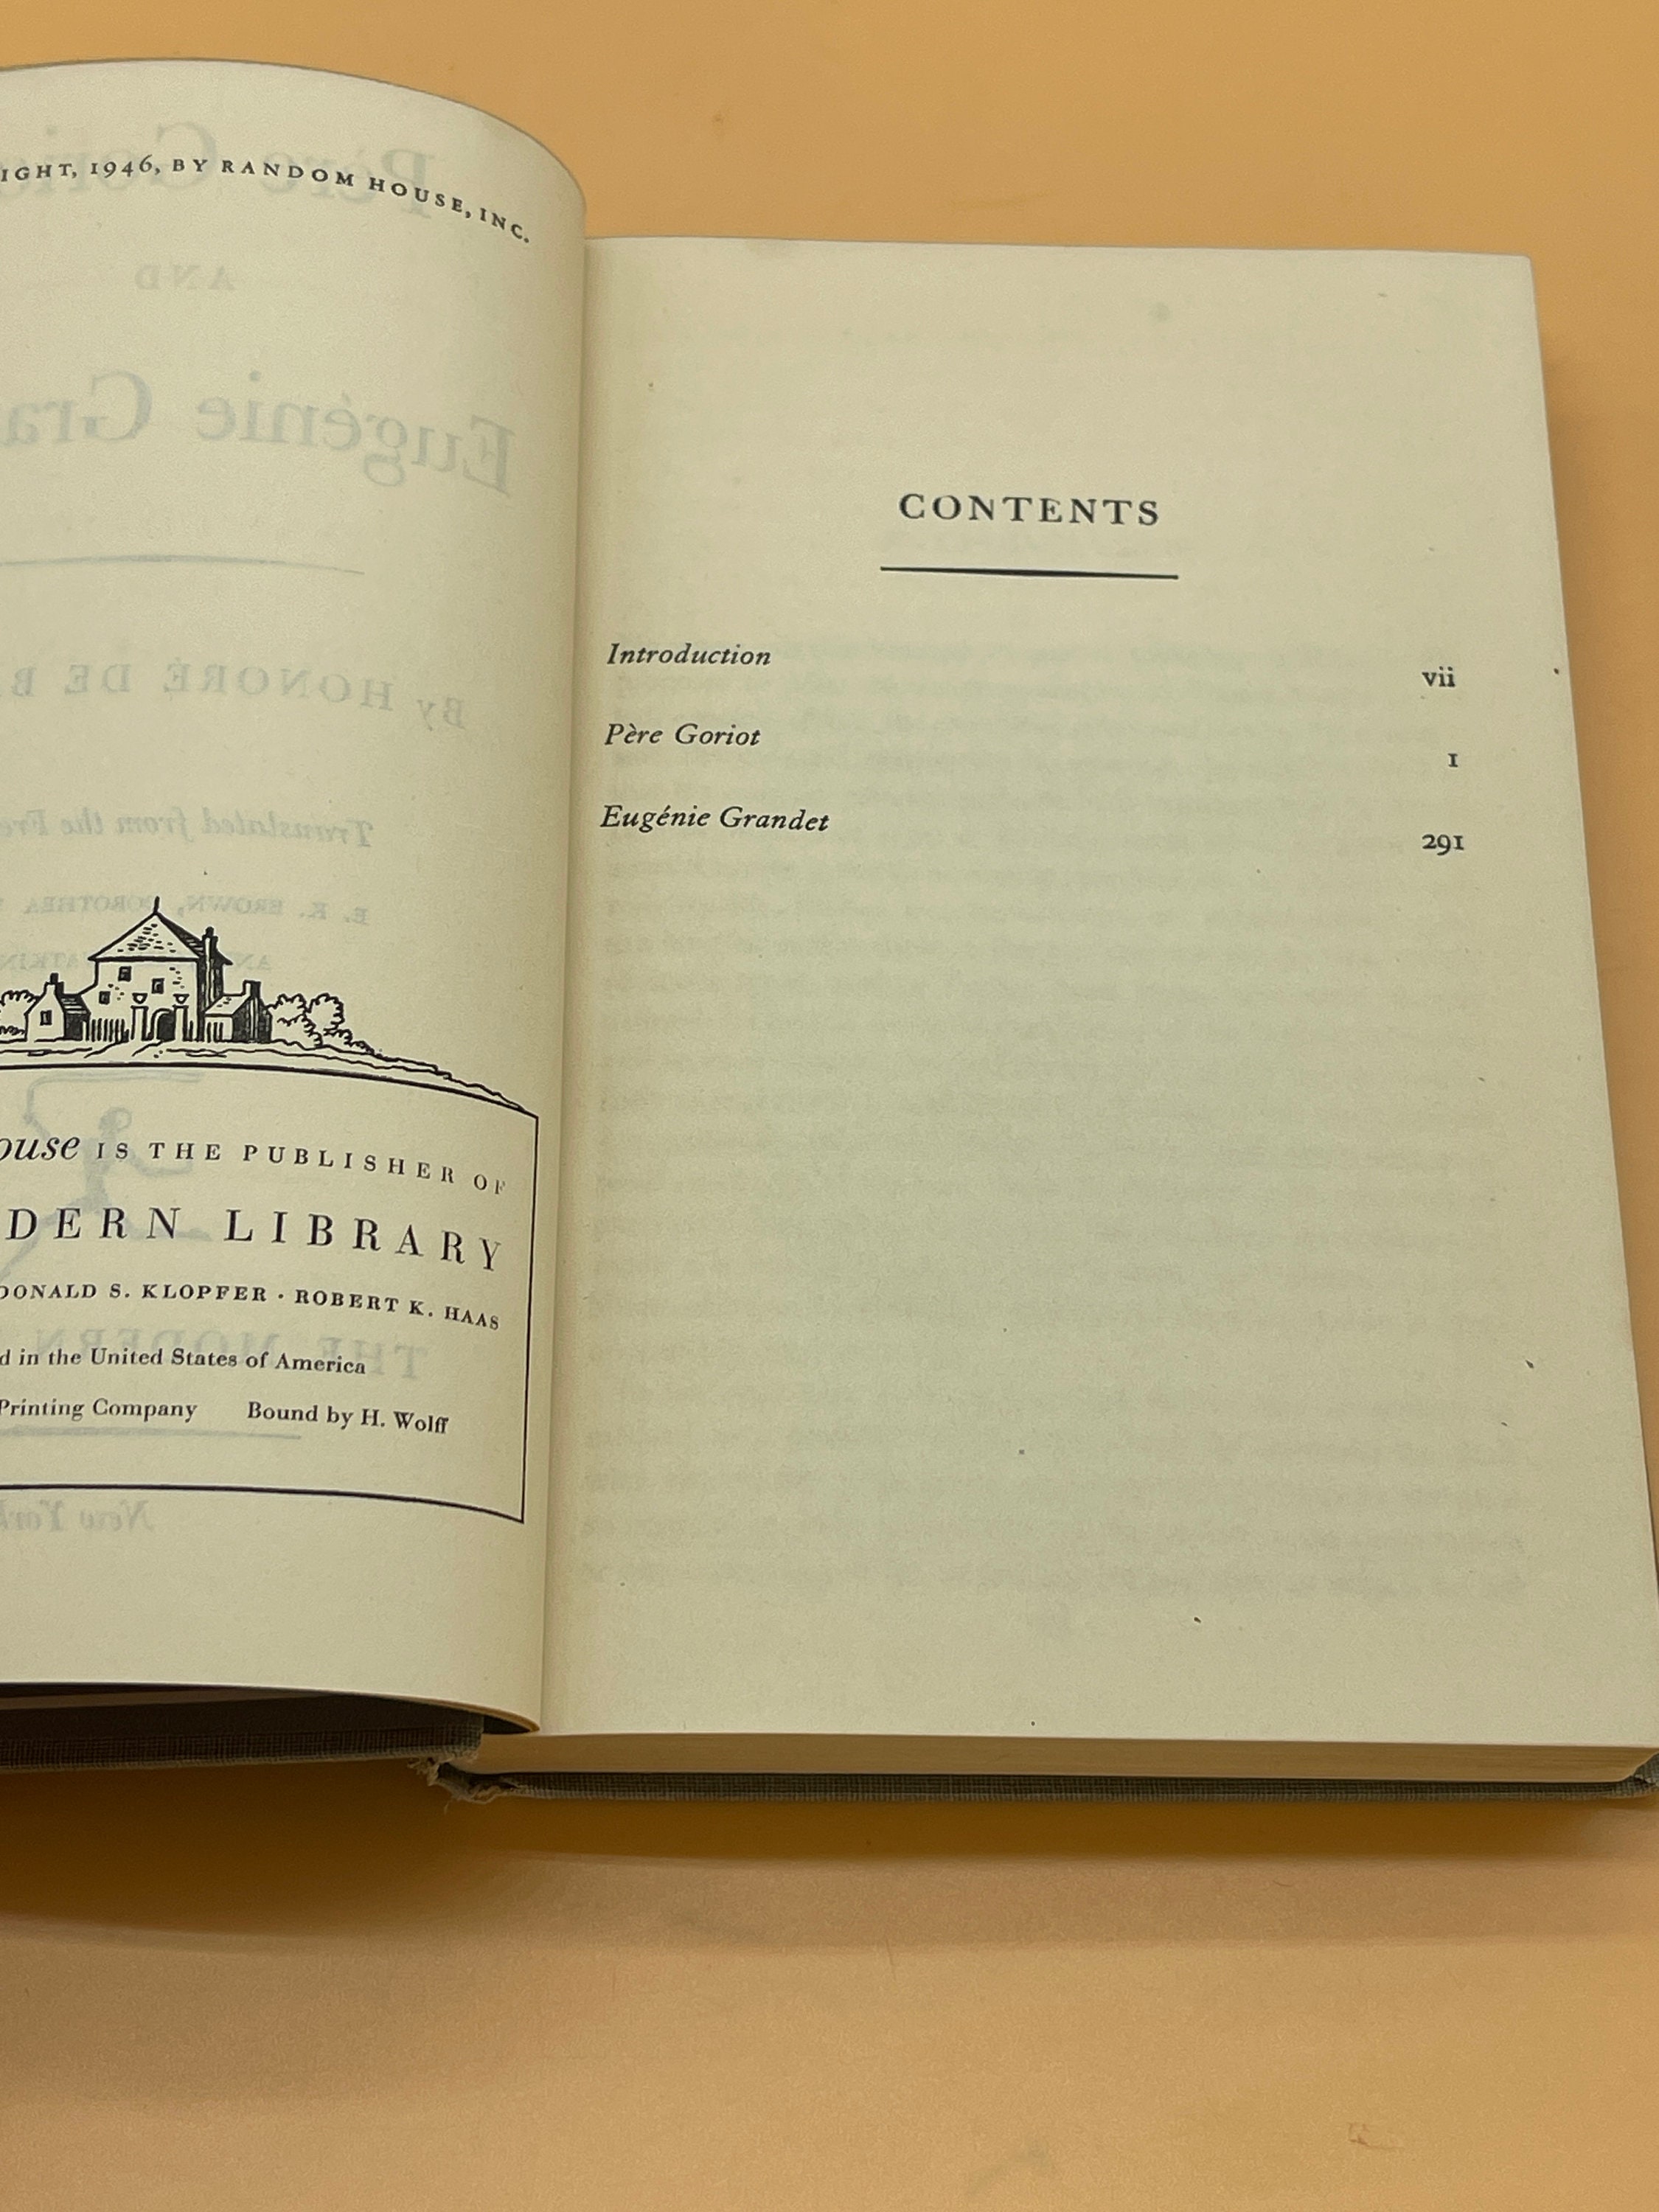 IGHT, 1946, BY RANDOM HOUSE, INC.
ouse IS THE PUBLISHER OF
DERN LIBRARY
DONALD S. KLOPFER · ROBERT K. HAAS
d in the United States of America
Printing Company Bound by H. Wolff
CONTENTS
Introduction vii
Père Goriot 1
Eugénie Grandet 291